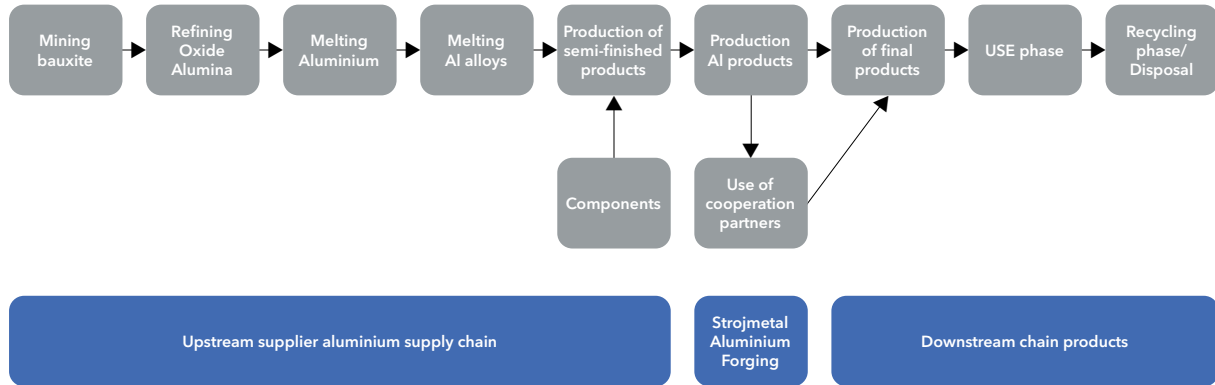 Mining
bauxite
Refining
Oxide
Alumina
Melting
Aluminium
Melting
Al alloys
Production of
semi-finished
products
Production
Al products
Production
of final
products
USE phase
Recycling
phase/
Disposal
Components
Use of
cooperation
partners
Upstream supplier aluminium supply chain
Strojmetal
Aluminium
Forging
Downstream chain products